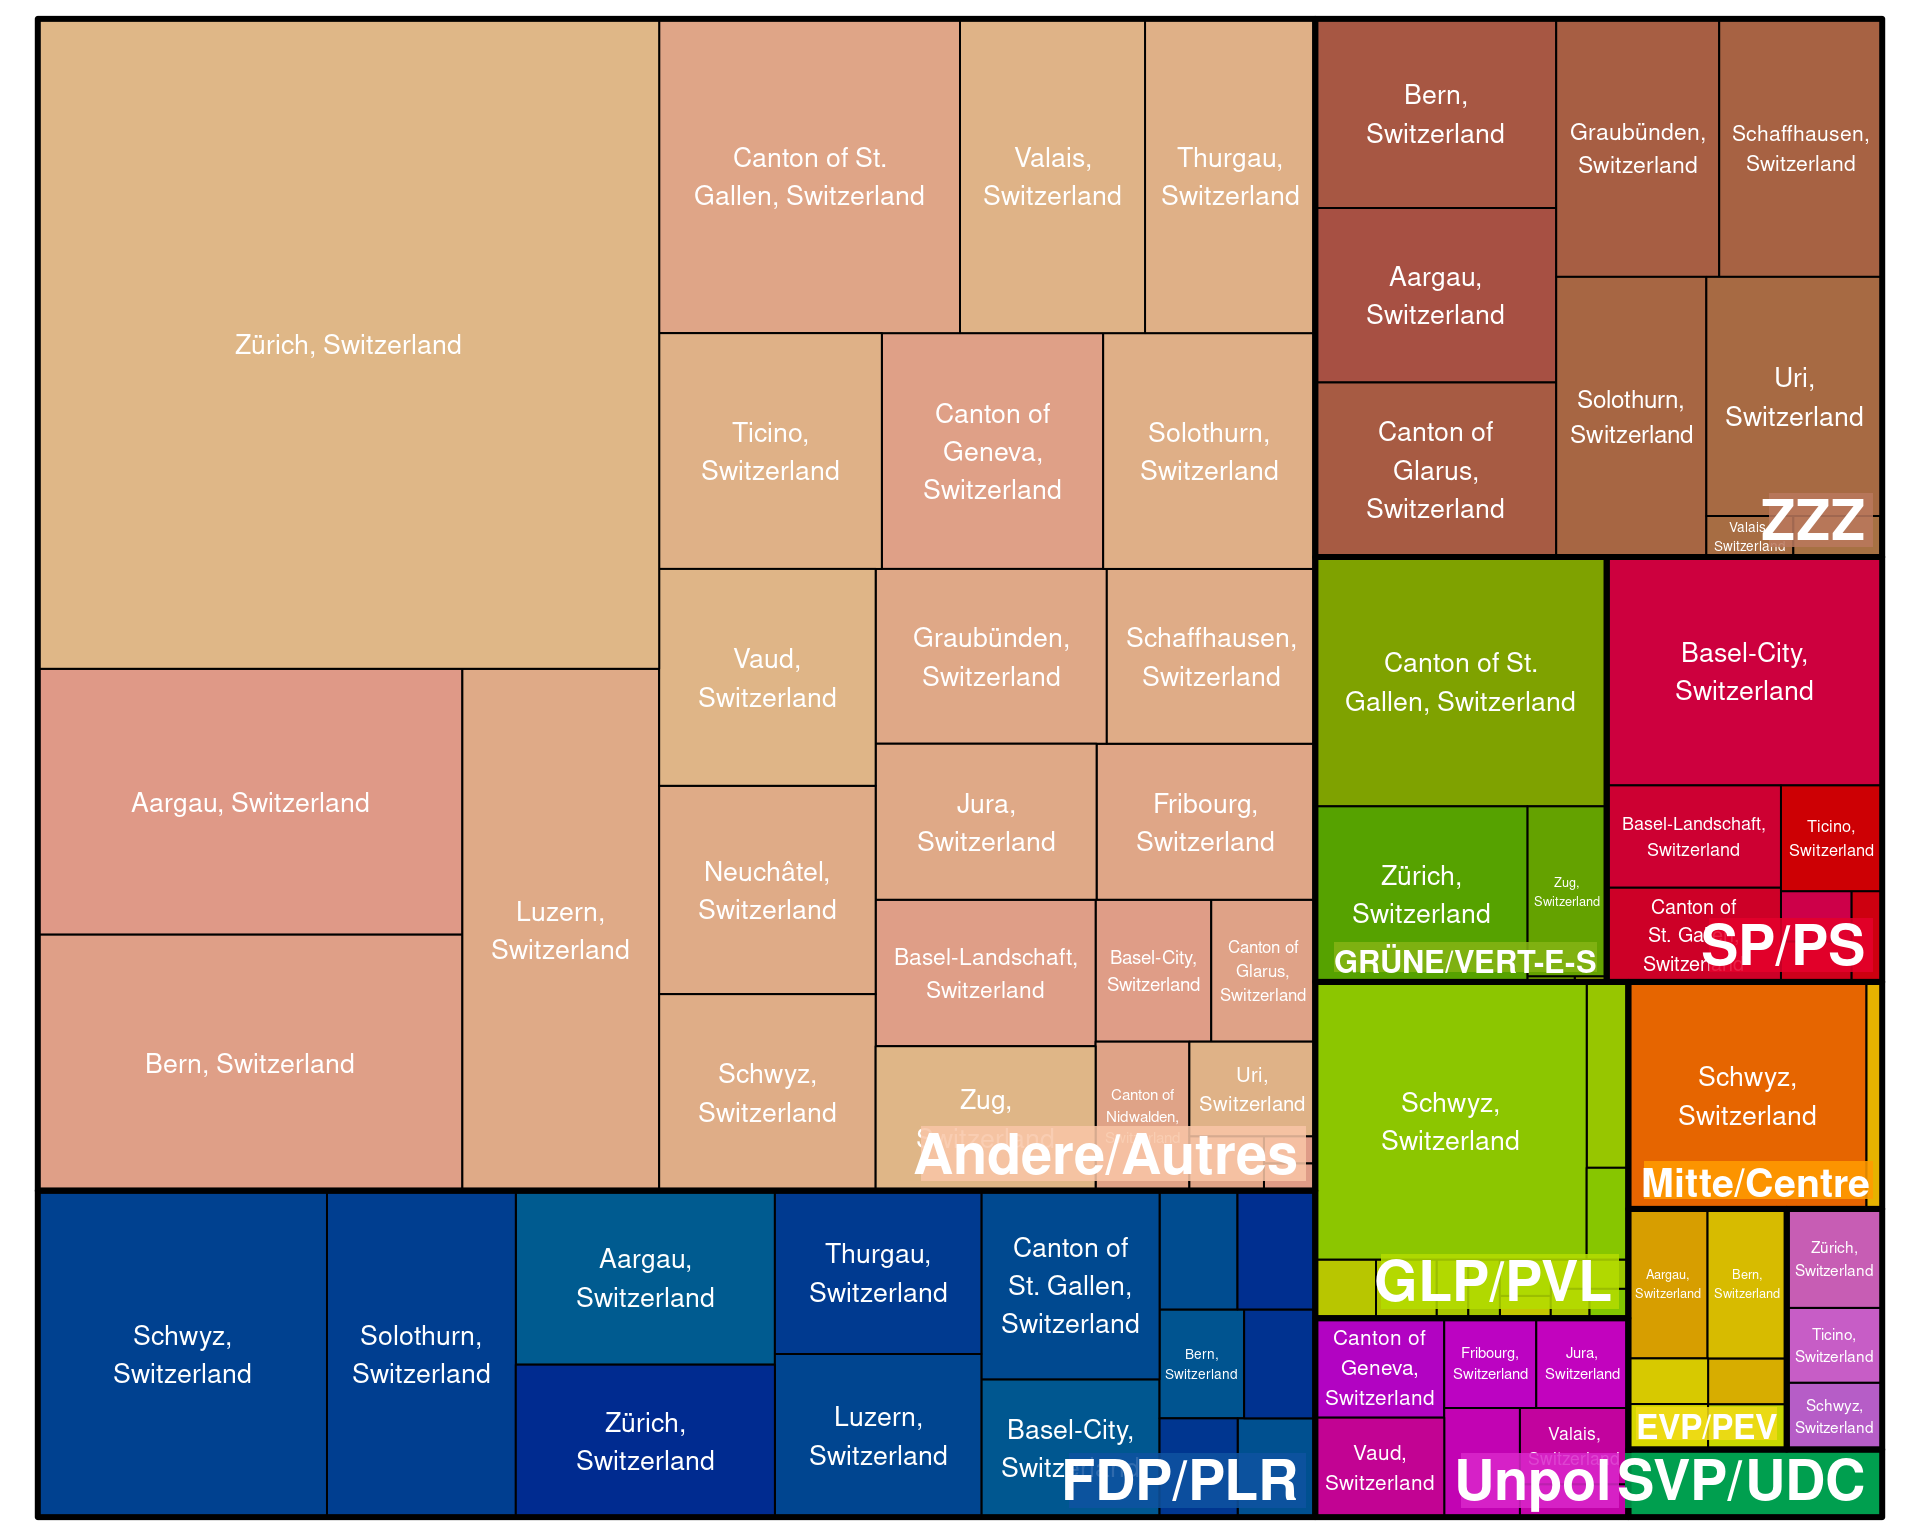 Zürich, Switzerland
Aargau, Switzerland
Bern, Switzerland
Luzern,
Switzerland
Canton of St.
Gallen, Switzerland
Valais,
Switzerland
Thurgau,
Switzerland
Ticino,
Switzerland
Canton of
Geneva,
Switzerland
Solothurn,
Switzerland
Vaud,
Switzerland
Graubünden,
Switzerland
Schaffhausen,
Switzerland
Neuchâtel,
Switzerland
Jura,
Switzerland
Fribourg,
Switzerland
Schwyz,
Switzerland
Basel-Landschaft,
Switzerland
Basel-City,
Switzerland
Canton of
Glarus,
Switzerland
Zug,
Switzerland
Canton of
Nidwalden,
Switzerland
Uri,
Switzerland
Andere/Autres
Schwyz,
Switzerland
Solothurn,
Switzerland
Aargau,
Switzerland
Zürich,
Switzerland
Thurgau,
Switzerland
Luzern,
Switzerland
Canton of
St. Gallen,
Switzerland
Basel-City,
Switzerland
Bern,
Switzerland
FDP/PLR
Bern,
Switzerland
Aargau,
Switzerland
Canton of
Glarus,
Switzerland
Graubünden,
Switzerland
Schaffhausen,
Switzerland
Solothurn,
Switzerland
Uri,
Switzerland
Valais,
Switzerland
ZZZ
Canton of St.
Gallen, Switzerland
Zürich,
Switzerland
Zug,
Switzerland
GRÜNE/VERT-E-S
Basel-City,
Switzerland
Basel-Landschaft,
Switzerland
Ticino,
Switzerland
Canton of
St. Gallen,
Switzerland
SP/PS
Schwyz,
Switzerland
GLP/PVL
Schwyz,
Switzerland
Mitte/Centre
Aargau,
Switzerland
Bern,
Switzerland
EVP/PEV
Zürich,
Switzerland
Ticino,
Switzerland
Schwyz,
Switzerland
Canton of
Geneva,
Switzerland
Fribourg,
Switzerland
Jura,
Switzerland
Vaud,
Switzerland
Valais,
Switzerland
Unpol
SVP/UDC